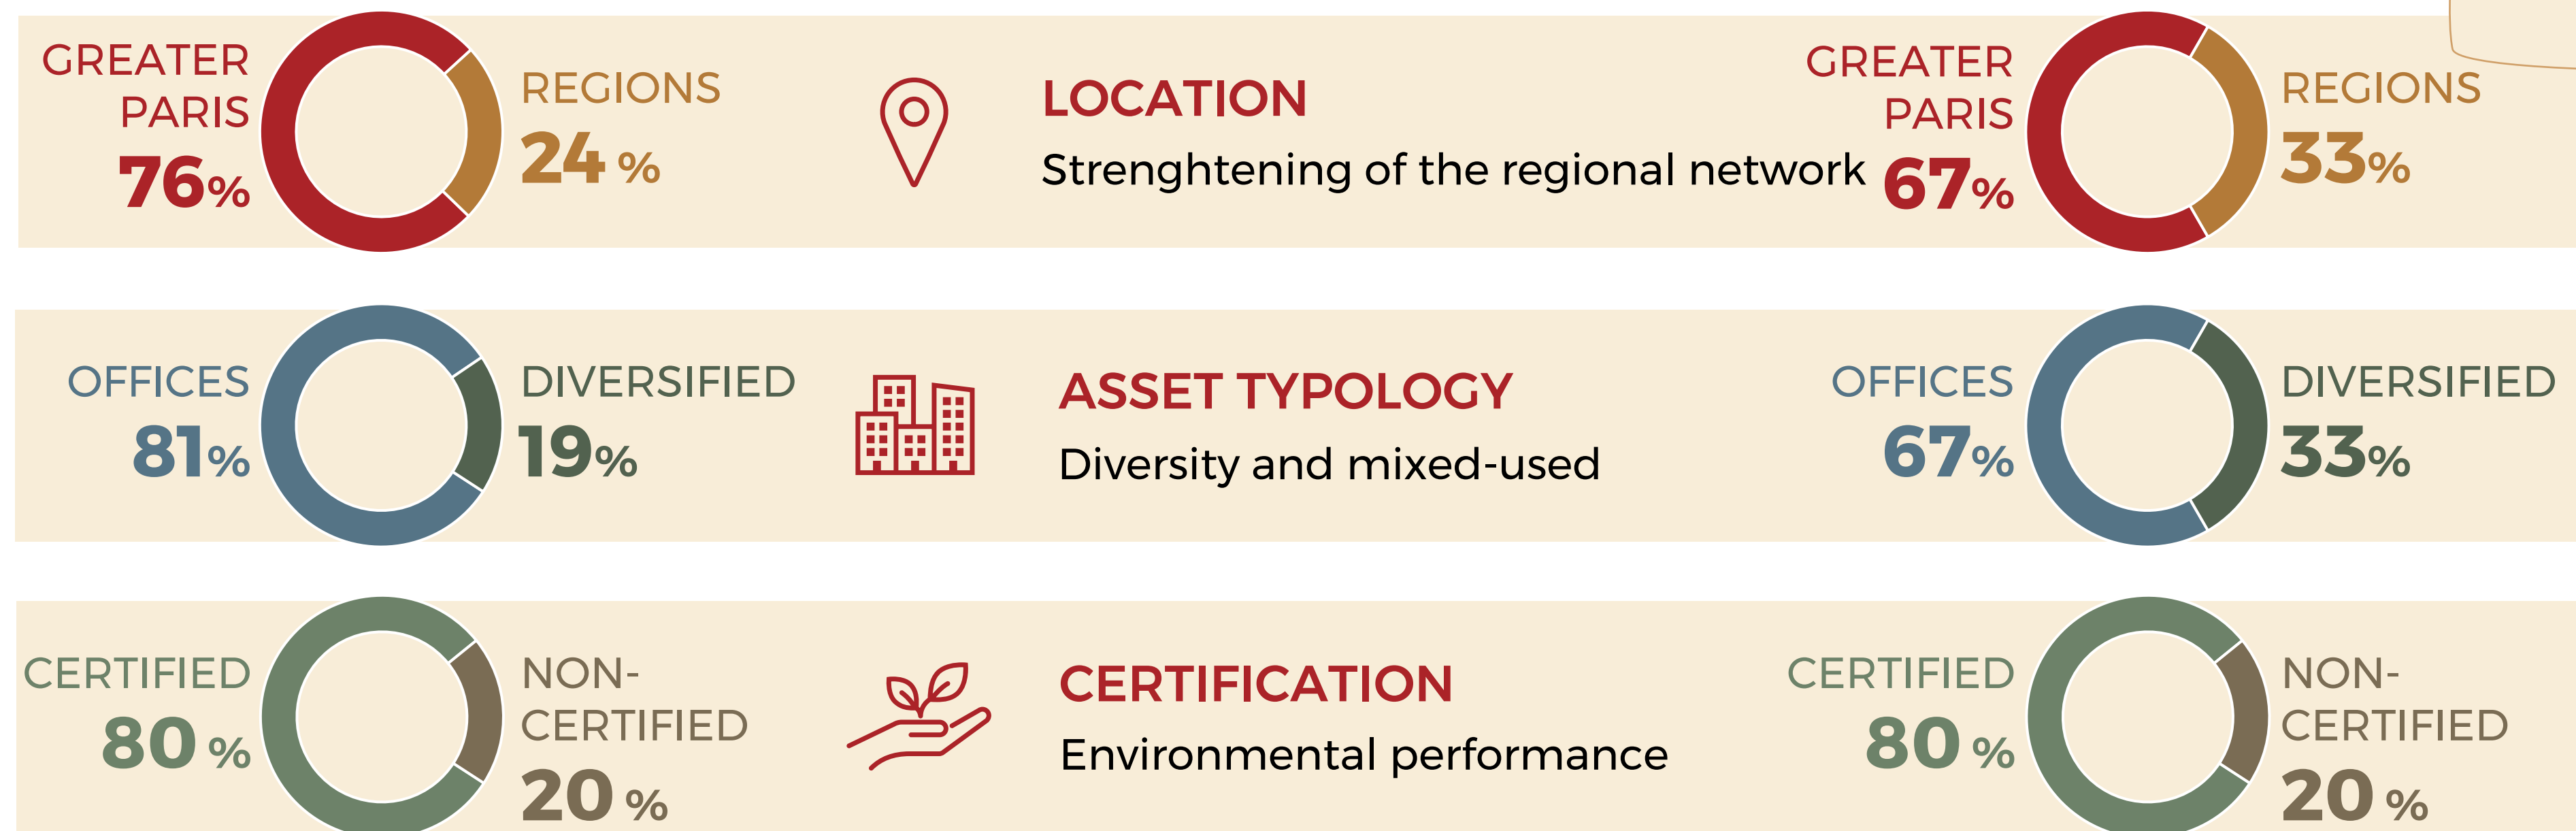 GREATER
PARIS
76%
REGIONS
24 %
LOCATION
Strenghtening of the regional network
GREATER
PARIS
67%
REGIONS
33%
OFFICES
81%
DIVERSIFIED
19%
ASSET TYPOLOGY
Diversity and mixed-used
OFFICES
67%
DIVERSIFIED
33%
CERTIFIED
80 %
NON-
CERTIFIED
20 %
CERTIFICATION
Environmental performance
CERTIFIED
80 %
NON-
CERTIFIED
20 %